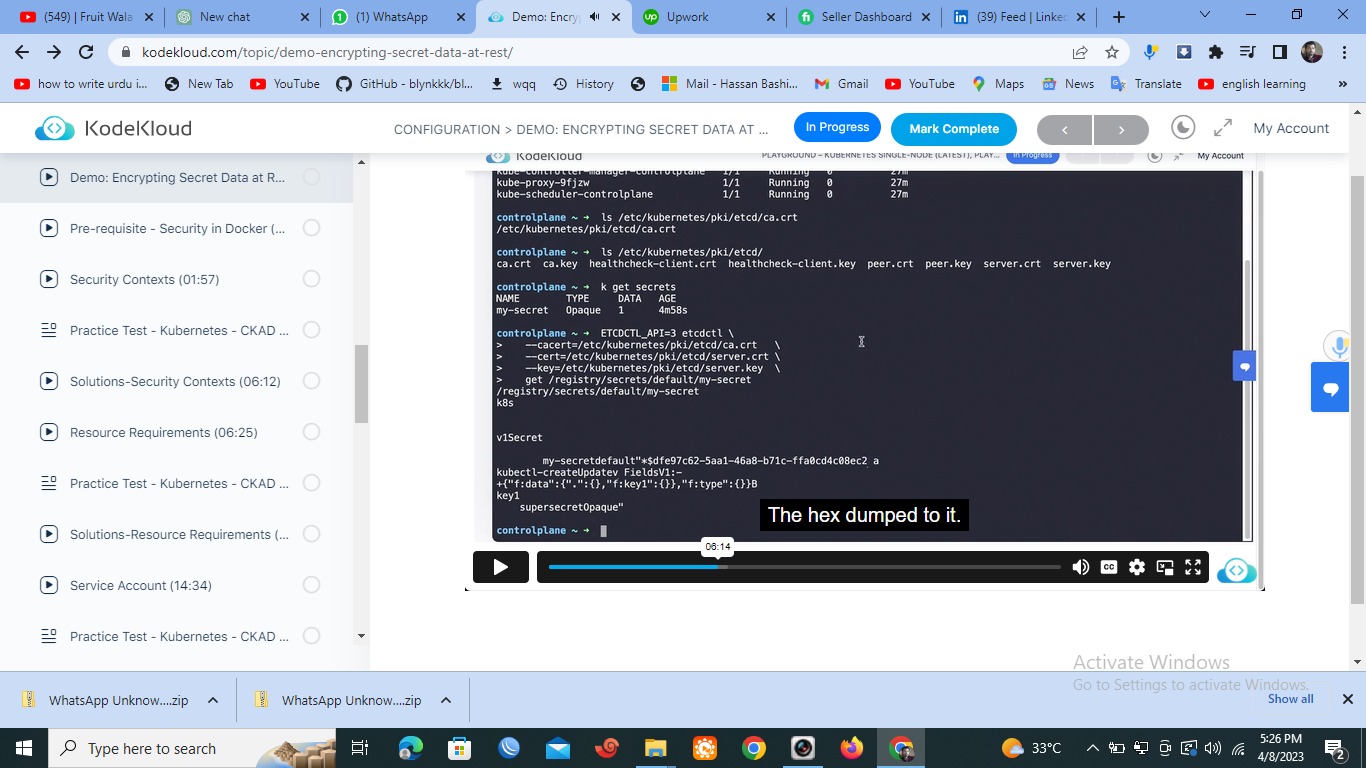 (549) | Fruit Wala
New chat
(1) WhatsApp
Demo: Encry
Upwork
Seller Dashboard
(39) Feed | Linke
kodekloud.com/topic/demo-encrypting-secret-data-at-rest/
how to write urdu i...
New Tab
YouTube
GitHub - blynkkk/bl...
wqq
History
Mail - Hassan Bashi...
Gmail
YouTube
Maps
News
Translate
english learning
»
KodeKloud
CONFIGURATION > DEMO: ENCRYPTING SECRET DATA AT ...
In Progress
Mark Complete
My Account
Demo: Encrypting Secret Data at R...
Pre-requisite - Security in Docker (...
Security Contexts (01:57)
Practice Test - Kubernetes - CKAD ...
Solutions-Security Contexts (06:12)
Resource Requirements (06:25)
Practice Test - Kubernetes - CKAD ...
Solutions-Resource Requirements (...
Service Account (14:34)
Practice Test - Kubernetes - CKAD ...
KodeKloud
PLAYGROUND – KUBERNETES SINGLE-NODE (LATEST), PLAY...
In Progress
My Account
kube-controller-manager-controlplane 1/1 Running 0 27m
kube-proxy-9fjzw 1/1 Running 0 27m
kube-scheduler-controlplane 1/1 Running 0 27m
controlplane ~ ➜ ls /etc/kubernetes/pki/etcd/ca.crt
/etc/kubernetes/pki/etcd/ca.crt
controlplane ~ ➜ ls /etc/kubernetes/pki/etcd/
ca.crt ca.key healthcheck-client.crt healthcheck-client.key peer.crt peer.key server.crt server.key
controlplane ~ ➜ k get secrets
NAME TYPE DATA AGE
my-secret Opaque 1 4m58s
controlplane ~ ➜ ETCDCTL_API=3 etcdctl \
> --cacert=/etc/kubernetes/pki/etcd/ca.crt \
> --cert=/etc/kubernetes/pki/etcd/server.crt \
> --key=/etc/kubernetes/pki/etcd/server.key \
> get /registry/secrets/default/my-secret
/registry/secrets/default/my-secret
k8s
v1Secret
my-secretdefault"*$dfe97c62-5aa1-46a8-b71c-ffa0cd4c08ec2 a
kubectl-createUpdatev FieldsV1:-
+{"f:data":{".":{},"f:key1":{}},"f:type":{}}B
key1
supersecretOpaque"
controlplane ~ ➜
The hex dumped to it.
06:14
CC
Activate Windows
Go to Settings to activate Windows.
WhatsApp Unknow....zip
WhatsApp Unknow....zip
Show all
Type here to search
33°C
5:26 PM
4/8/2023
2